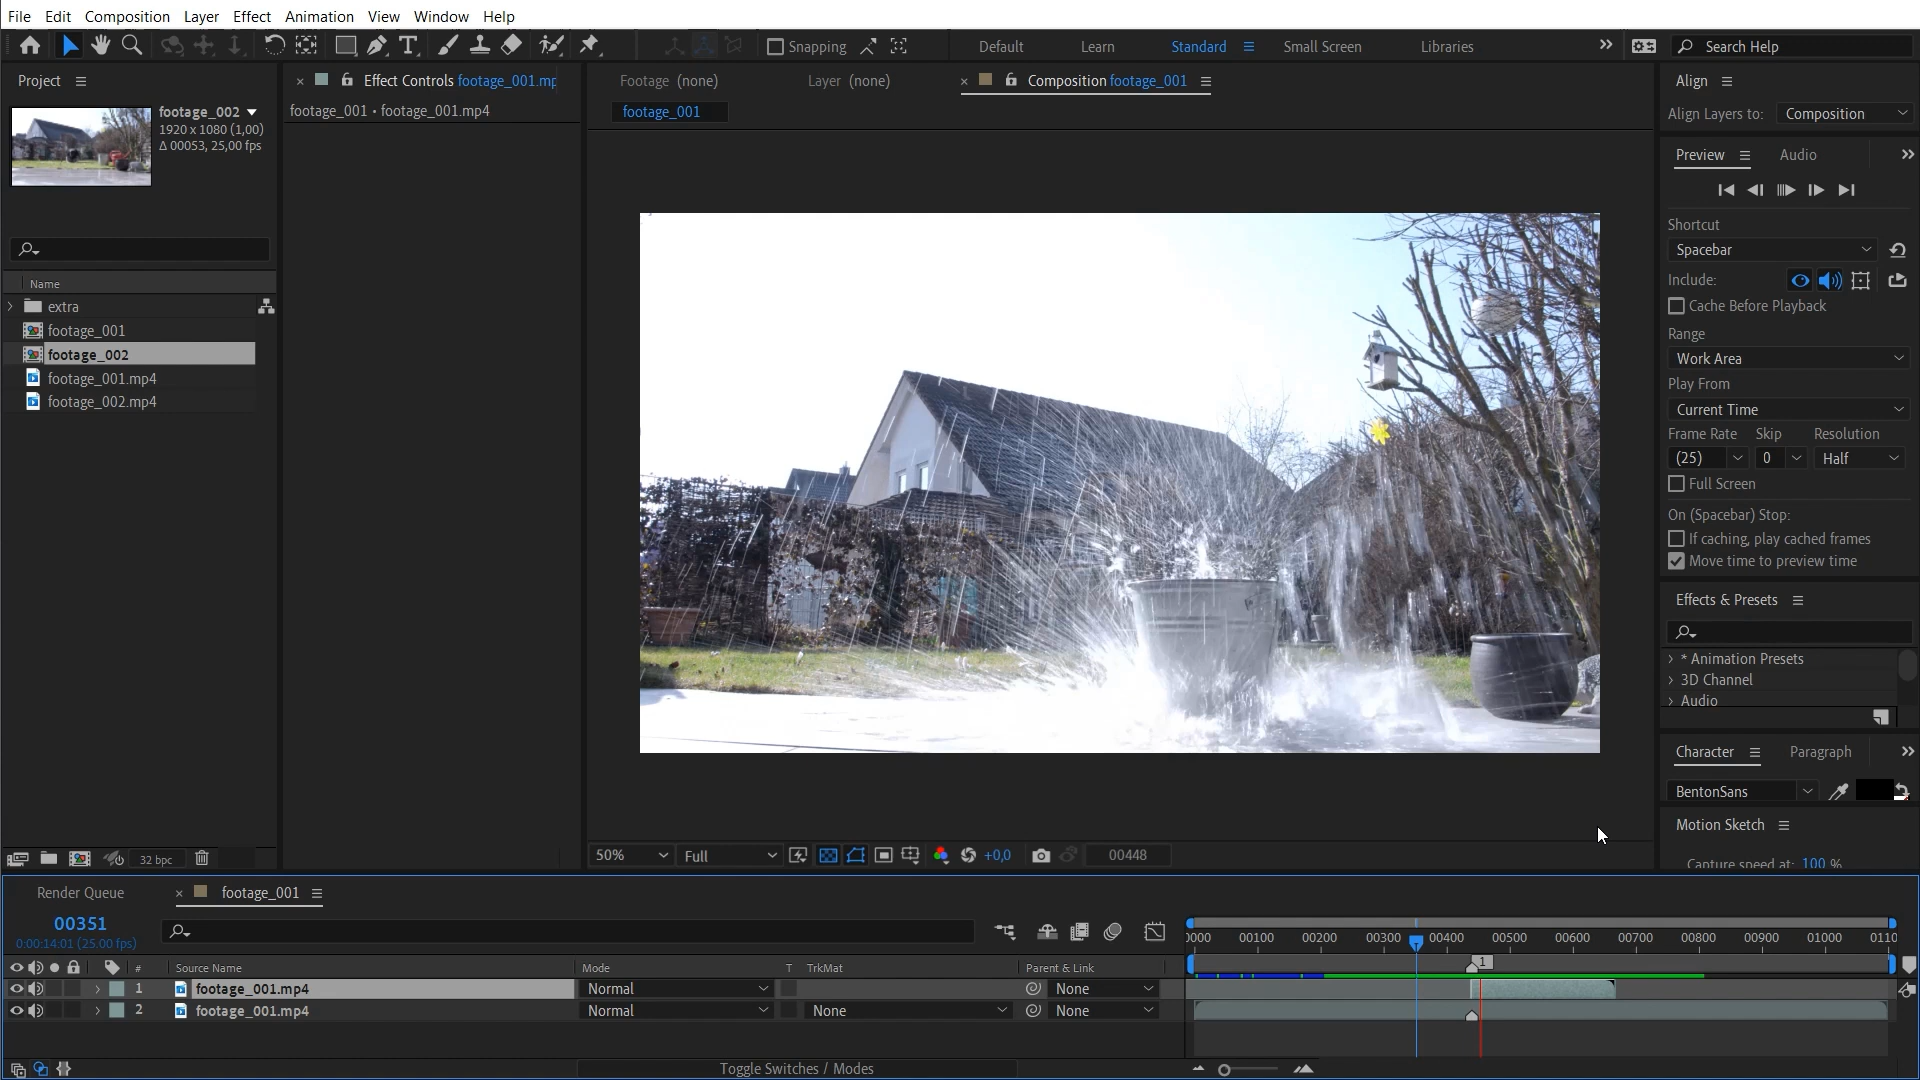 File Edit Composition Layer Effect Animation View Window Help
Snapping
Default Learn Standard Small Screen Libraries
Search Help
Project
footage_002
1920 x 1080 (1,00)
Δ 00053, 25,00 fps
Name
extra
footage_001
footage_002
footage_001.mp4
footage_002.mp4
32 bpc
Effect Controls footage_001.mp
footage_001 • footage_001.mp4
Footage (none)
Layer (none)
Composition footage_001
footage_001
50%
Full
+0,0
00448
Align
Align Layers to: Composition
Preview Audio
Shortcut
Spacebar
Include:
Cache Before Playback
Range
Work Area
Play From
Current Time
Frame Rate Skip Resolution
(25) 0 Half
Full Screen
On (Spacebar) Stop:
If caching, play cached frames
Move time to preview time
Effects & Presets
* Animation Presets
3D Channel
Audio
Character Paragraph
BentonSans
Motion Sketch
Capture speed at: 100 %
Render Queue
footage_001
00351
0:00:14:01 (25.00 fps)
# Source Name Mode T TrkMat Parent & Link
1 footage_001.mp4 Normal None
2 footage_001.mp4 Normal None None
0000 00100 00200 00300 00400 00500 00600 00700 00800 00900 01000 0110
1
Toggle Switches / Modes